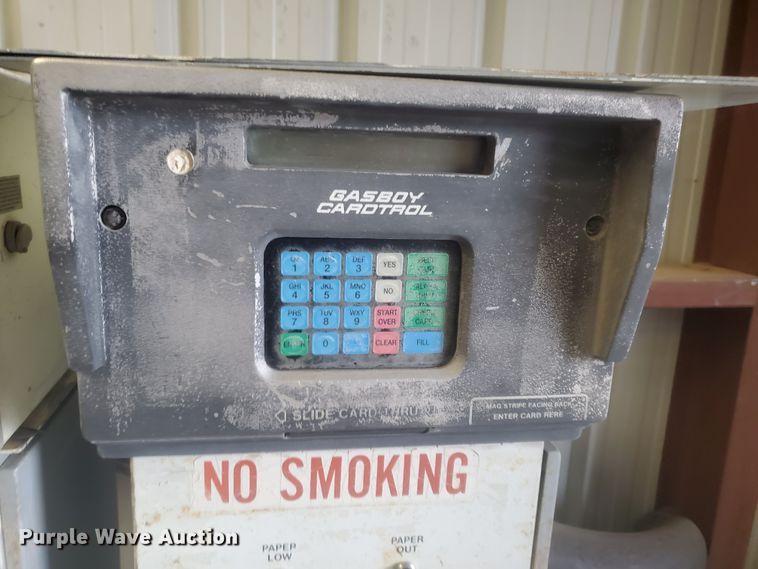 GASBOY
CARDTROL
1
ABC 2
DEF 3
YES
GHI 4
JKL 5
MNO 6
NO
PRS 7
TUV 8
WXY 9
START OVER
ENTER
0
CLEAR
FILL
SLIDE CARD THRU
MAG STRIPE FACING BACK
ENTER CARD HERE
NO SMOKING
PAPER LOW
PAPER OUT
Purple Wave Auction